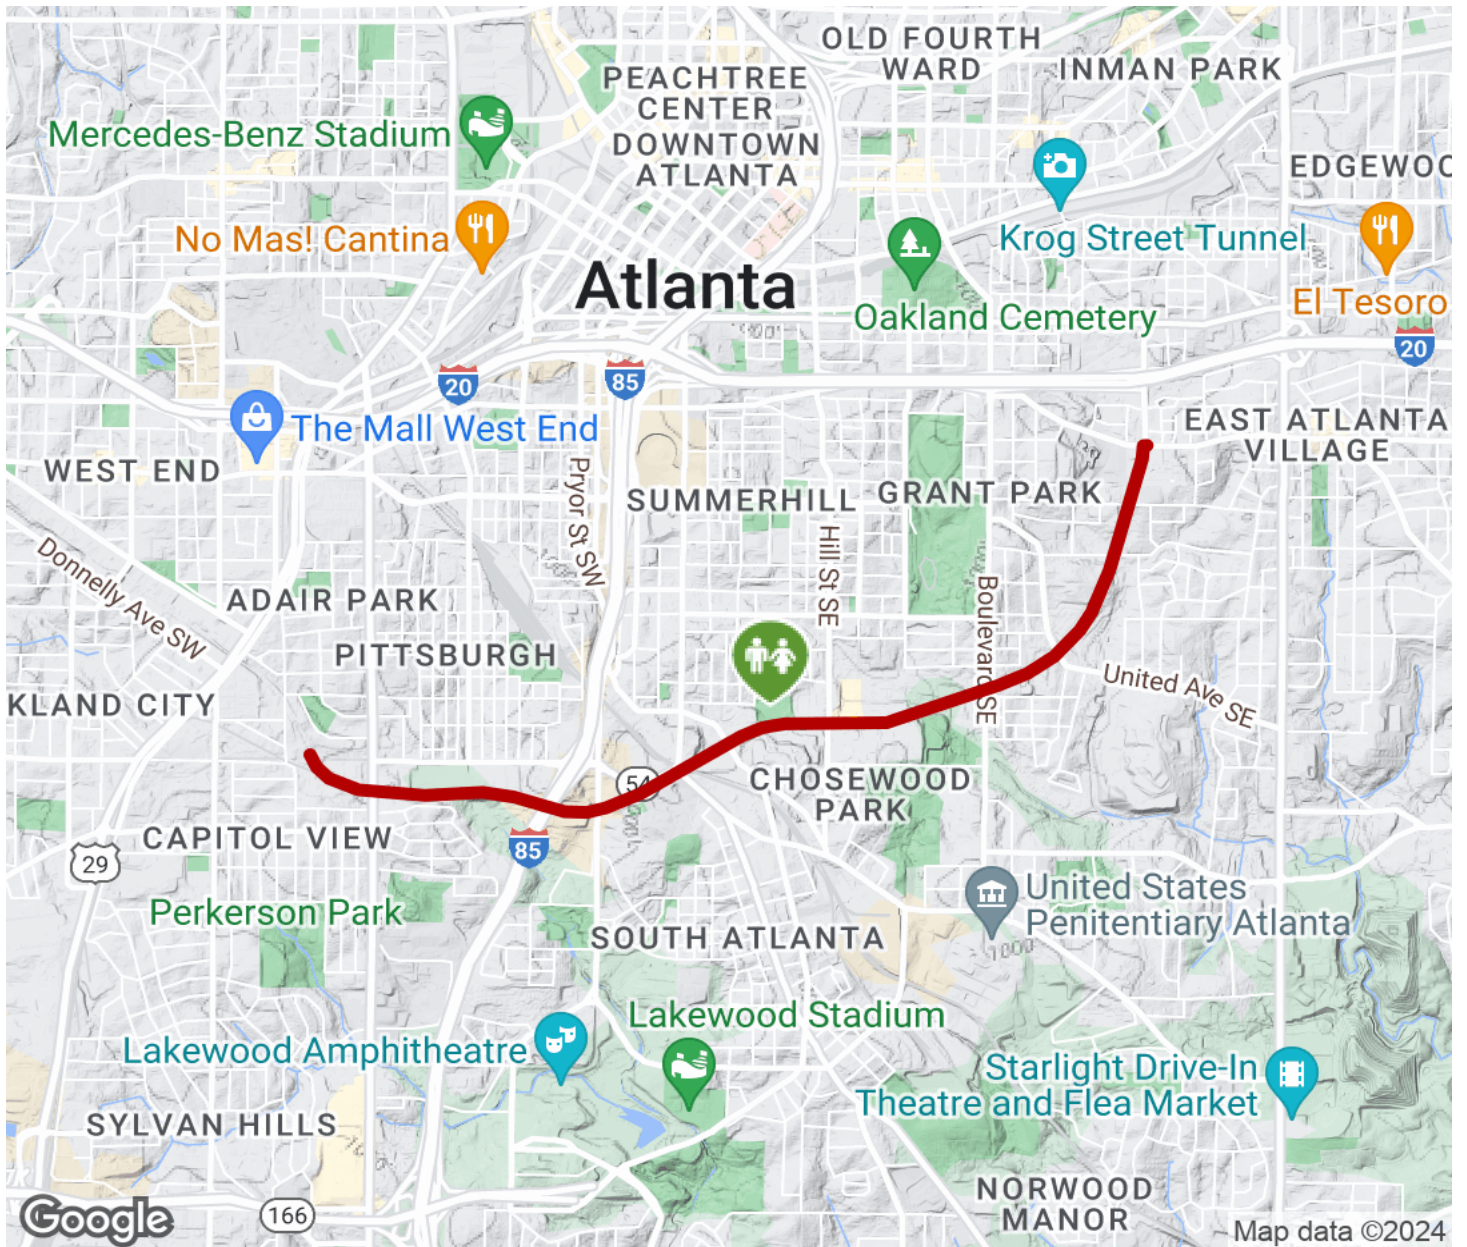 OLD FOURTH
WARD
INMAN PARK
PEACHTREE
CENTER
DOWNTOWN
ATLANTA
Mercedes-Benz Stadium
EDGEWOO
No Mas! Cantina
Krog Street Tunnel
Atlanta
Oakland Cemetery
El Tesoro
20
20
85
The Mall West End
EAST ATLANTA
VILLAGE
WEST END
Pryor St SW
SUMMERHILL
GRANT PARK
Hill St SE
Donnelly Ave SW
ADAIR PARK
Boulevard SE
PITTSBURGH
United Ave SE
KLAND CITY
54
CHOSEWOOD
PARK
CAPITOL VIEW
85
29
United States
Penitentiary Atlanta
Perkerson Park
SOUTH ATLANTA
1000
Lakewood Stadium
Lakewood Amphitheatre
Starlight Drive-In
Theatre and Flea Market
SYLVAN HILLS
NORWOOD
MANOR
Google
166
Map data ©2024